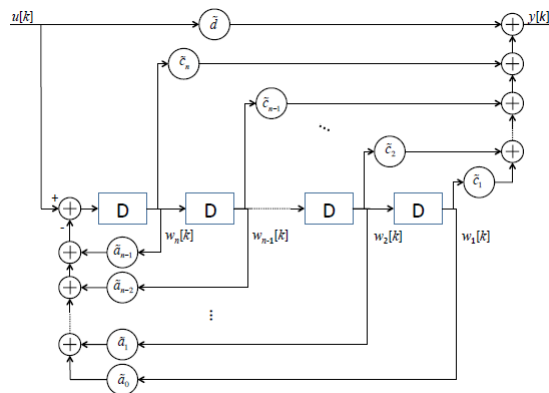 u[k] d̃ + y[k]
c̃ₙ +
c̃ₙ₋₁ +
...
c̃₂ +
c̃₁
+ + D D D D
-
wₙ[k] wₙ₋₁[k] w₂[k] w₁[k]
+ ãₙ₋₁
+ ãₙ₋₂
⋮
+ ã₁
ã₀